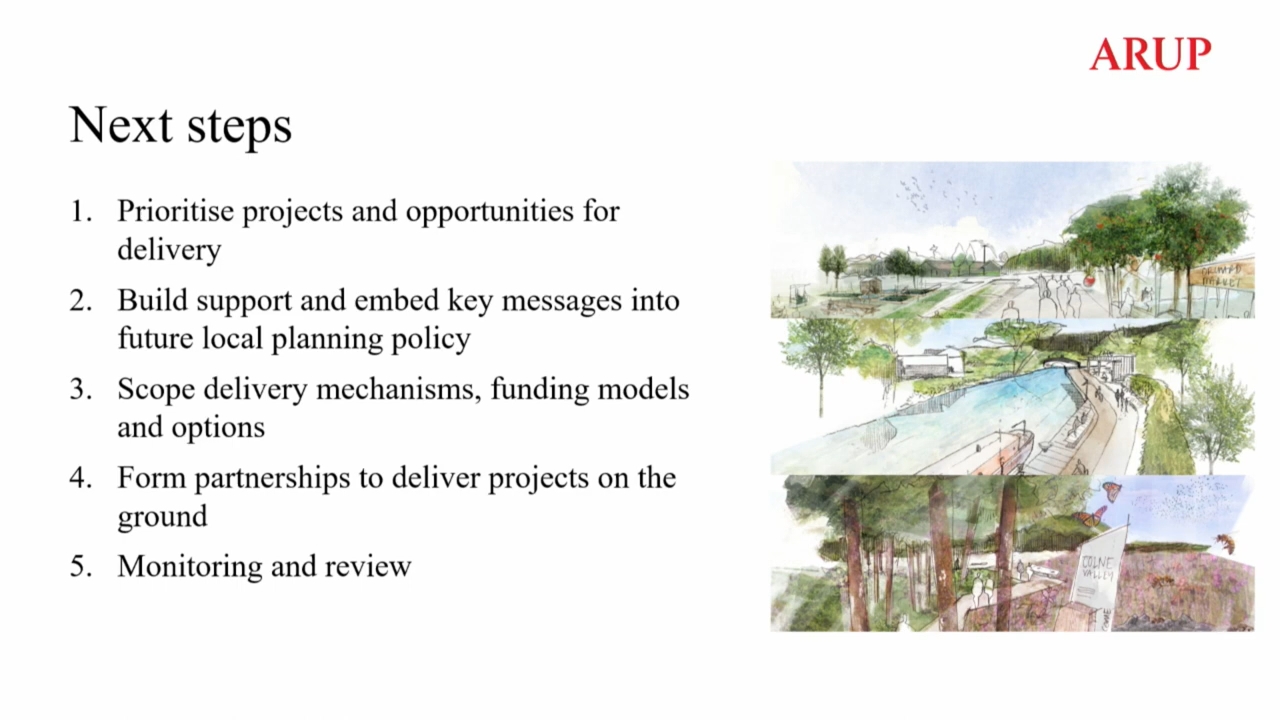 ARUP
Next steps
1. Prioritise projects and opportunities for
delivery
2. Build support and embed key messages into
future local planning policy
3. Scope delivery mechanisms, funding models
and options
4. Form partnerships to deliver projects on the
ground
5. Monitoring and review
COLNE
VALLEY